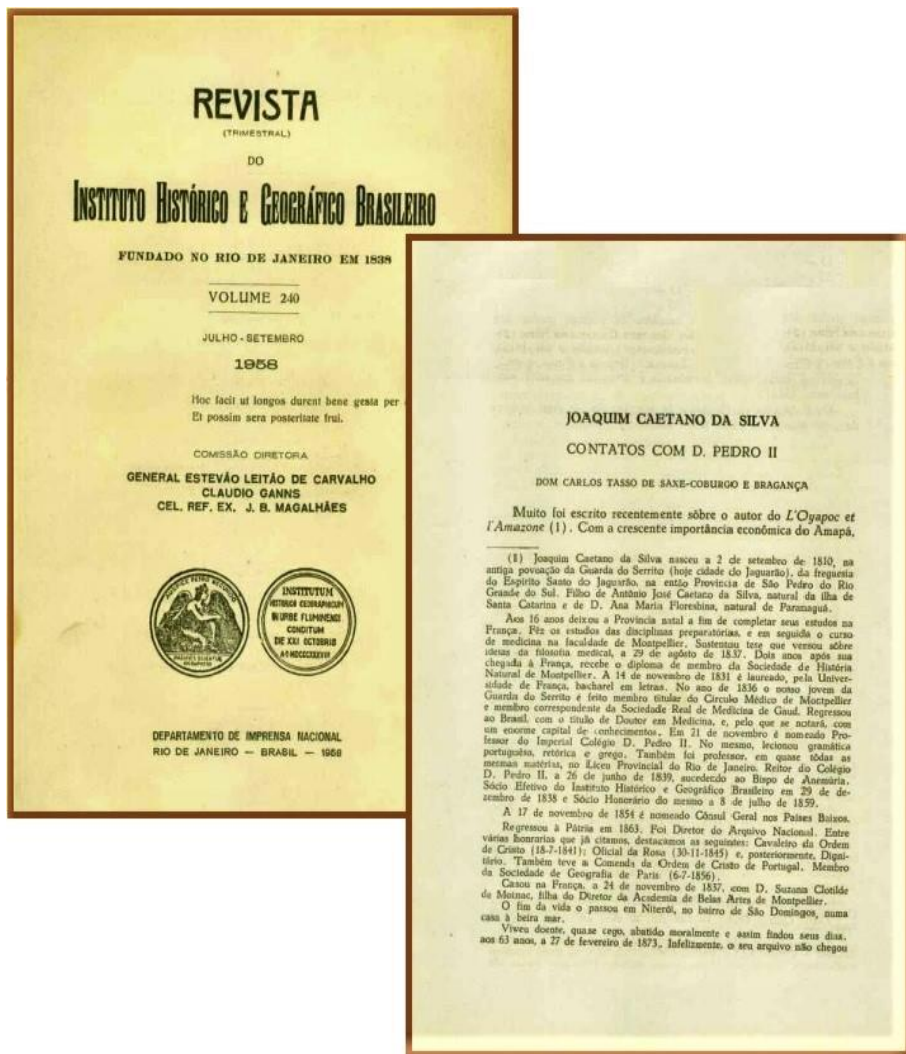 REVISTA
(TRIMESTRAL)
DO
INSTITUTO HISTÓRICO E GEOGRÁFICO BRASILEIRO
FUNDADO NO RIO DE JANEIRO EM 1838
VOLUME 240
JULHO - SETEMBRO
1958
Hoc facit ut longos durent bene gesta per
Et possim sera posteritate frui.
COMISSÃO DIRETORA
GENERAL ESTEVÃO LEITÃO DE CARVALHO
CLAUDIO GANNS
CEL. REF. EX. J. B. MAGALHÃES
INSTITUTUM
HISTORICO GEOGRAPHICUM
IN URBE FLUMINENSI
CONDITUM
DE XXI OCTOBRIS
DEPARTAMENTO DE IMPRENSA NACIONAL
RIO DE JANEIRO — BRASIL — 1958
JOAQUIM CAETANO DA SILVA
CONTATOS COM D. PEDRO II
DOM CARLOS TASSO DE SAXE-COBURGO E BRAGANÇA
Muito foi escrito recentemente sôbre o autor do L'Oyapoc et
l'Amazone (1). Com a crescente importância econômica do Amapá,
(1) Joaquim Caetano da Silva nasceu a 2 de setembro de 1810, na
antiga povoação da Guarda do Serrito (hoje cidade do Jaguarão), da freguesia
do Espírito Santo do Jaguarão, na então Província de São Pedro do Rio
Grande do Sul. Filho de Antônio José Caetano da Silva, natural da ilha de
Santa Catarina e de D. Ana Maria Floresbina, natural de Paranaguá.
Aos 16 anos deixou a Província natal a fim de completar seus estudos na
França. Fêz os estudos das disciplinas preparatórias, e em seguida o curso
de medicina na faculdade de Montpellier. Sustentou tese que versou sôbre
idéias da filosofia medical, a 29 de agôsto de 1837. Dois anos após sua
chegada à França, recebe o diploma de membro da Sociedade de História
Natural de Montpellier. A 14 de novembro de 1831 é laureado, pela Univer-
sidade de França, bacharel em letras. No ano de 1836 o nosso jovem da
Guarda do Serrito é feito membro titular do Círculo Médico de Montpellier
e membro correspondente da Sociedade Real de Medicina de Gaud. Regressou
ao Brasil, com o título de Doutor em Medicina, e, pelo que se notará, com
um enorme capital de conhecimentos. Em 21 de novembro é nomeado Pro-
fessor do Imperial Colégio D. Pedro II. No mesmo, lecionou gramática
portuguêsa, retórica e grego. Também foi professor, em quase tôdas as
mesmas matérias, no Liceu Provincial do Rio de Janeiro. Reitor do Colégio
D. Pedro II, a 26 de junho de 1839, sucedendo ao Bispo de Anemúria.
Sócio Efetivo do Instituto Histórico e Geográfico Brasileiro em 29 de de-
zembro de 1838 e Sócio Honorário do mesmo a 8 de julho de 1859.
A 17 de novembro de 1854 é nomeado Cônsul Geral nos Países Baixos.
Regressou à Pátria em 1863. Foi Diretor do Arquivo Nacional. Entre
várias honrarias que já citamos, destacamos as seguintes: Cavaleiro da Ordem
de Cristo (18-7-1841); Oficial da Rosa (30-11-1845) e, posteriormente, Digni-
tário. Também teve a Comenda da Ordem de Cristo de Portugal. Membro
da Sociedade de Geografia de Paris (6-7-1856).
Casou na França, a 24 de novembro de 1837, com D. Suzana Clotilde
de Moinac, filha do Diretor da Academia de Belas Artes de Montpellier.
O fim da vida o passou em Niterói, no bairro de São Domingos, numa
casa à beira mar.
Viveu doente, quase cego, abatido moralmente e assim findou seus dias,
aos 63 anos, a 27 de fevereiro de 1873. Infelizmente, o seu arquivo não chegou